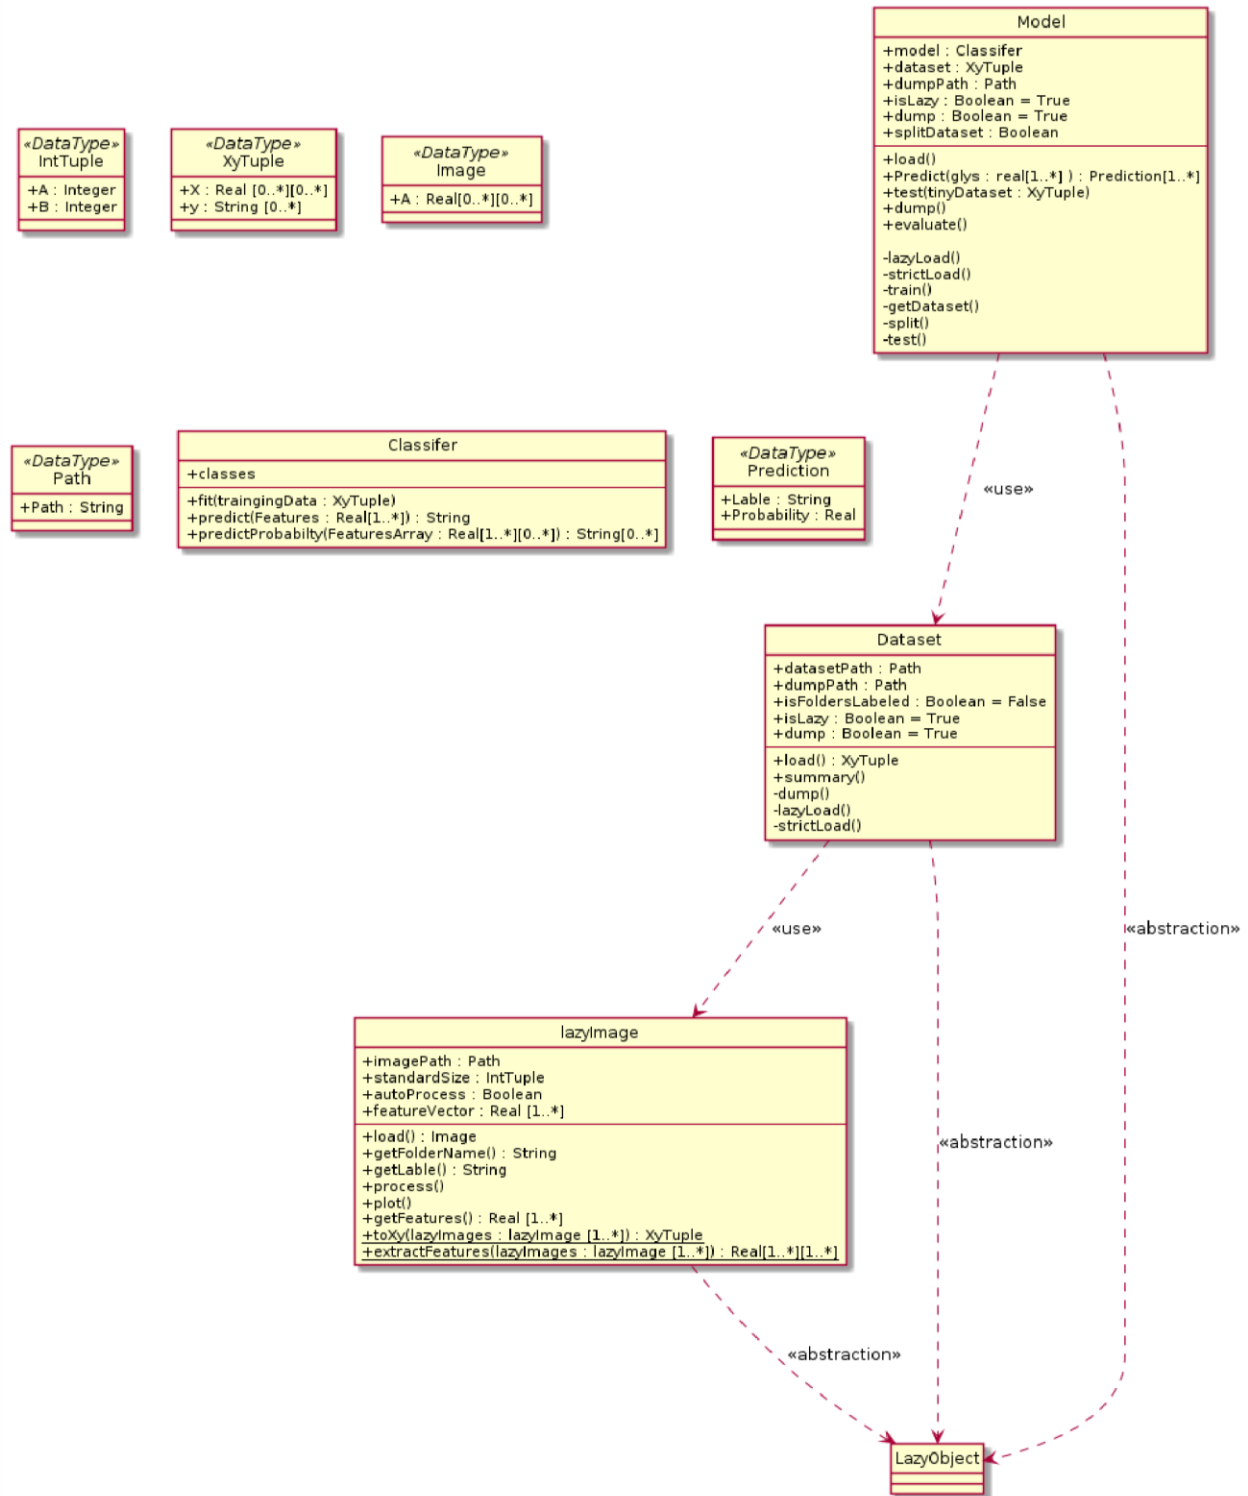 Model
+model : Classifer
+dataset : XyTuple
+dumpPath : Path
+isLazy : Boolean = True
+dump : Boolean = True
+splitDataset : Boolean
+load()
+Predict(glys : real[1..*] ) : Prediction[1..*]
+test(tinyDataset : XyTuple)
+dump()
+evaluate()
-lazyLoad()
-strictLoad()
-train()
-getDataset()
-split()
-test()
«DataType»
IntTuple
+A : Integer
+B : Integer
«DataType»
XyTuple
+X : Real [0..*][0..*]
+y : String [0..*]
«DataType»
Image
+A : Real[0..*][0..*]
«DataType»
Path
+Path : String
Classifer
+classes
+fit(traingingData : XyTuple)
+predict(Features : Real[1..*]) : String
+predictProbabilty(FeaturesArray : Real[1..*][0..*]) : String[0..*]
«DataType»
Prediction
+Lable : String
+Probability : Real
«use»
Dataset
+datasetPath : Path
+dumpPath : Path
+isFoldersLabeled : Boolean = False
+isLazy : Boolean = True
+dump : Boolean = True
+load() : XyTuple
+summary()
-dump()
-lazyLoad()
-strictLoad()
«use»
«abstraction»
lazyImage
+imagePath : Path
+standardSize : IntTuple
+autoProcess : Boolean
+featureVector : Real [1..*]
+load() : Image
+getFolderName() : String
+getLable() : String
+process()
+plot()
+getFeatures() : Real [1..*]
+toXy(lazyImages : lazyImage [1..*]) : XyTuple
+extractFeatures(lazyImages : lazyImage [1..*]) : Real[1..*][1..*]
«abstraction»
«abstraction»
LazyObject